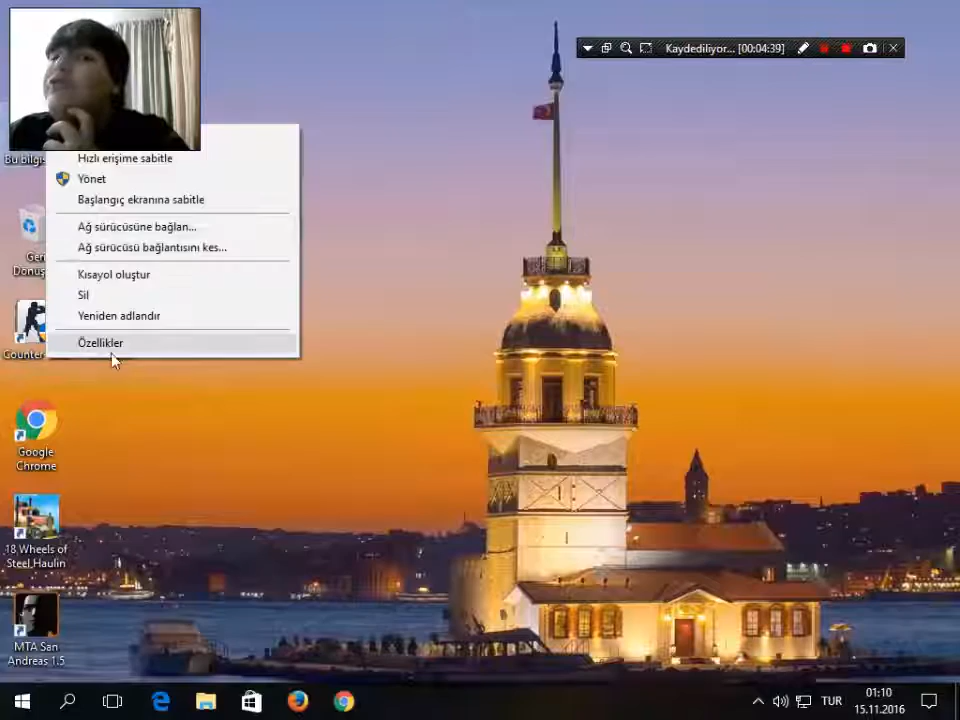 Kaydediliyor... [00:04:39]
Bu bilgis
Hızlı erişime sabitle
Yönet
Başlangıç ekranına sabitle
Ağ sürücüsüne bağlan...
Ağ sürücüsü bağlantısını kes...
Kısayol oluştur
Sil
Yeniden adlandır
Özellikler
Geri
Dönüş
Counter-
Google
Chrome
18 Wheels of
Steel Haulin
MTA San
Andreas 1.5
TUR
01:10
15.11.2016